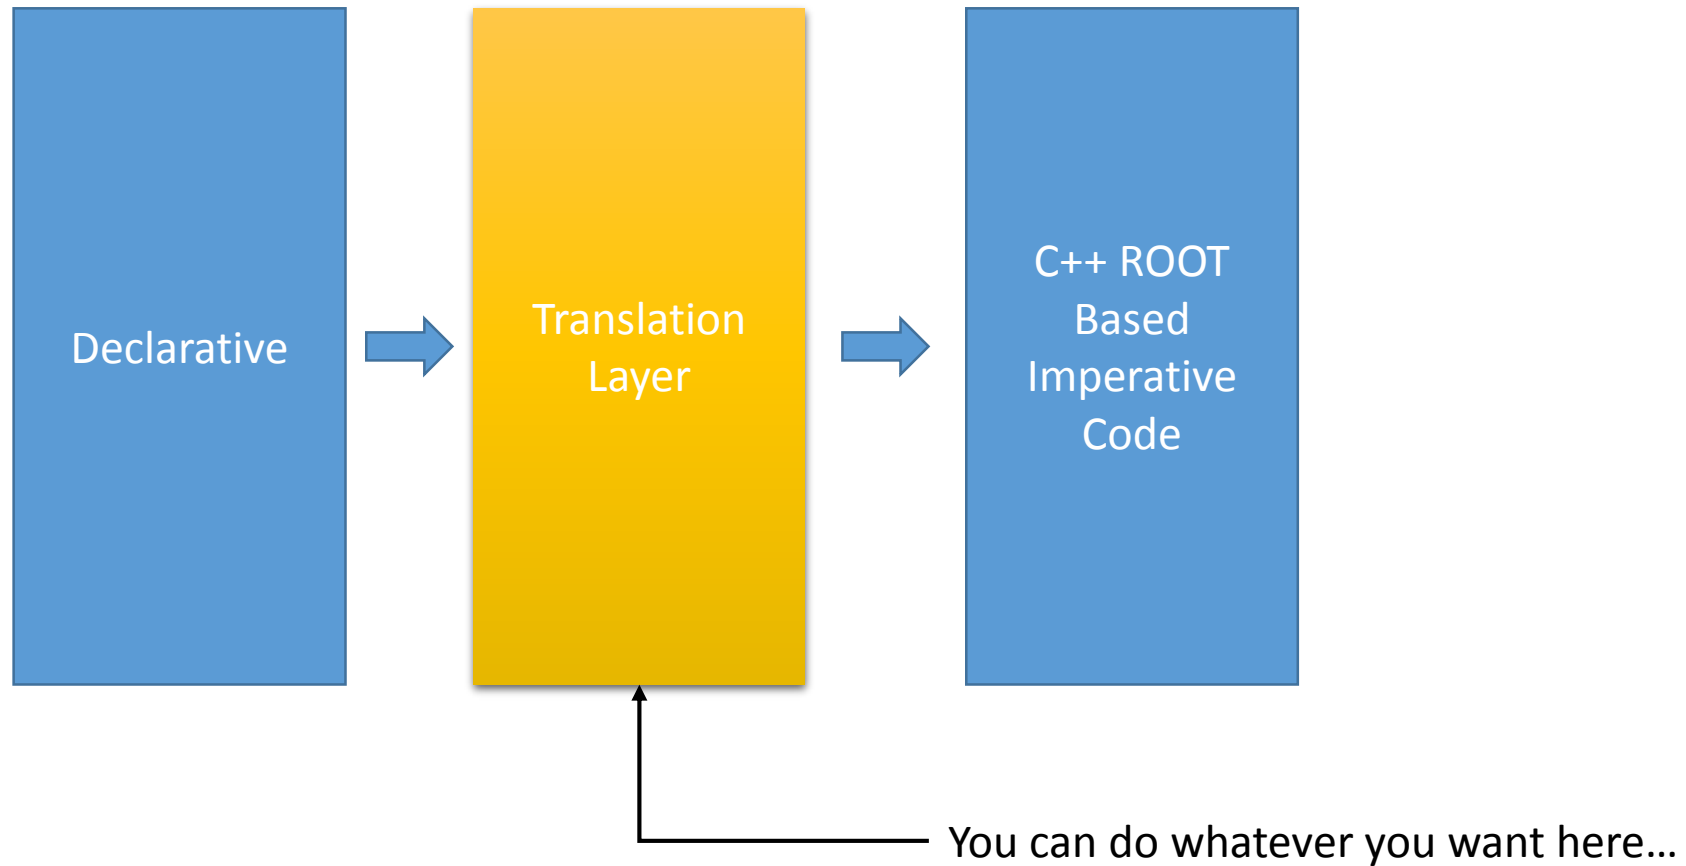 Declarative
Translation
Layer
C++ ROOT
Based
Imperative
Code
You can do whatever you want here...